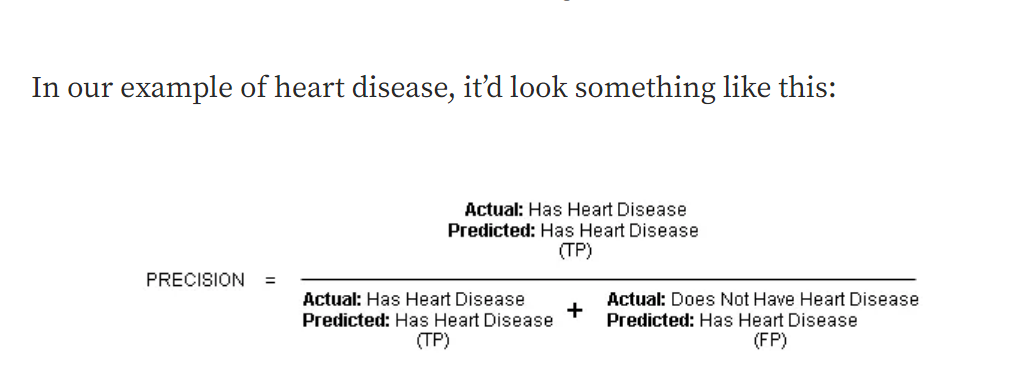 In our example of heart disease, it’d look something like this:
Actual: Has Heart Disease
Predicted: Has Heart Disease
(TP)
PRECISION =
Actual: Has Heart Disease + Actual: Does Not Have Heart Disease
Predicted: Has Heart Disease Predicted: Has Heart Disease
(TP) (FP)